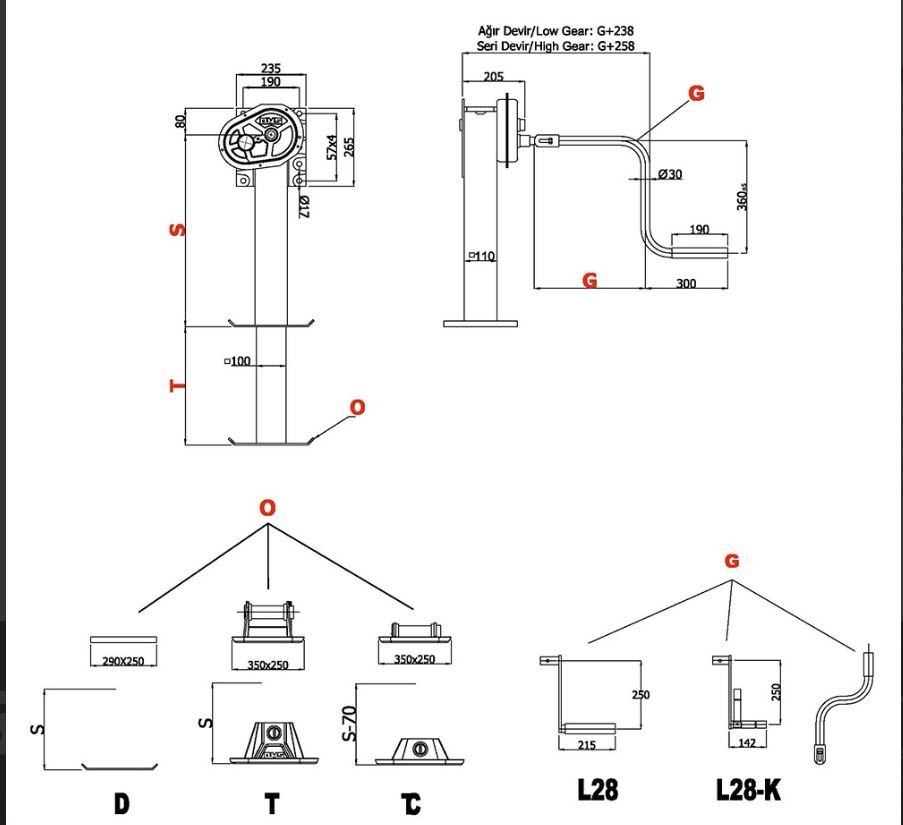 Ağır Devir/Low Gear: G+238
Seri Devir/High Gear: G+258
235
190
205
80
57x4
265
Ø17
S
G
Ø30
360±5
190
□110
G
300
□100
T
O
O
G
290X250
350x250
350x250
S
S
S-70
250
215
250
142
D
T
TC
L28
L28-K